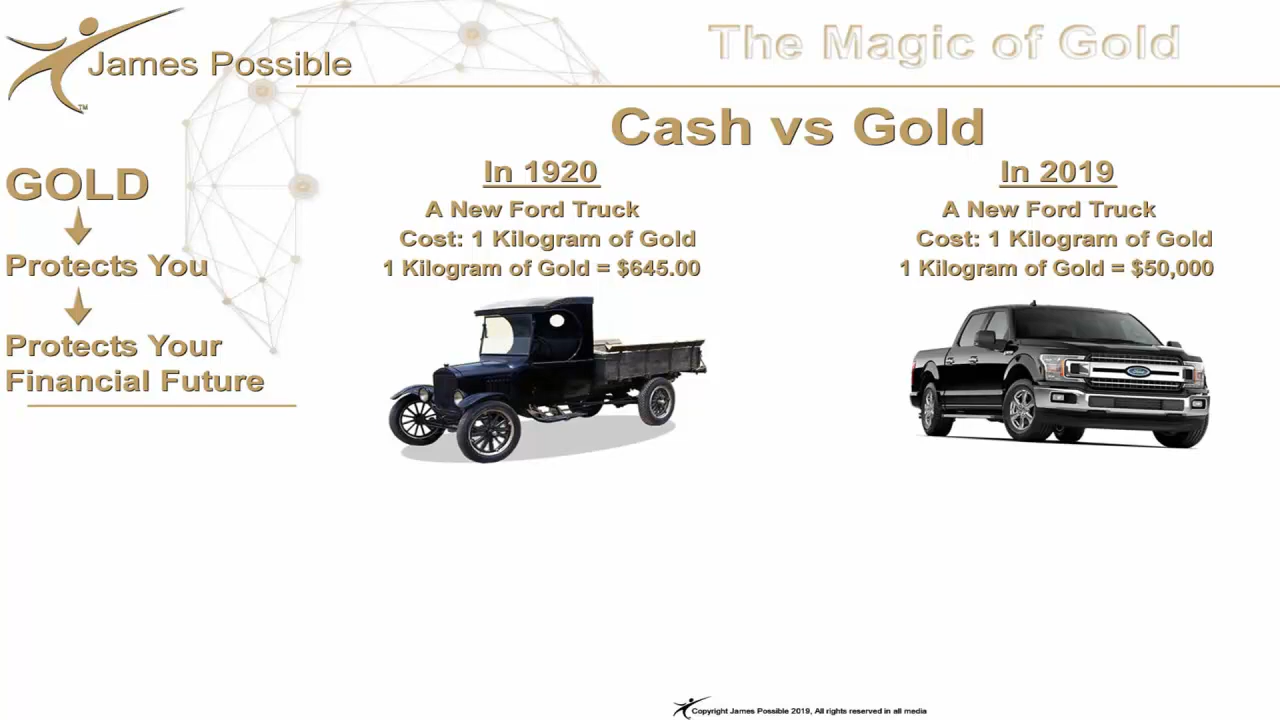 James Possible
TM
The Magic of Gold
Cash vs Gold
GOLD
Protects You
Protects Your
Financial Future
In 1920
A New Ford Truck
Cost: 1 Kilogram of Gold
1 Kilogram of Gold = $645.00
In 2019
A New Ford Truck
Cost: 1 Kilogram of Gold
1 Kilogram of Gold = $50,000
Ford
Copyright James Possible 2019, All rights reserved in all media